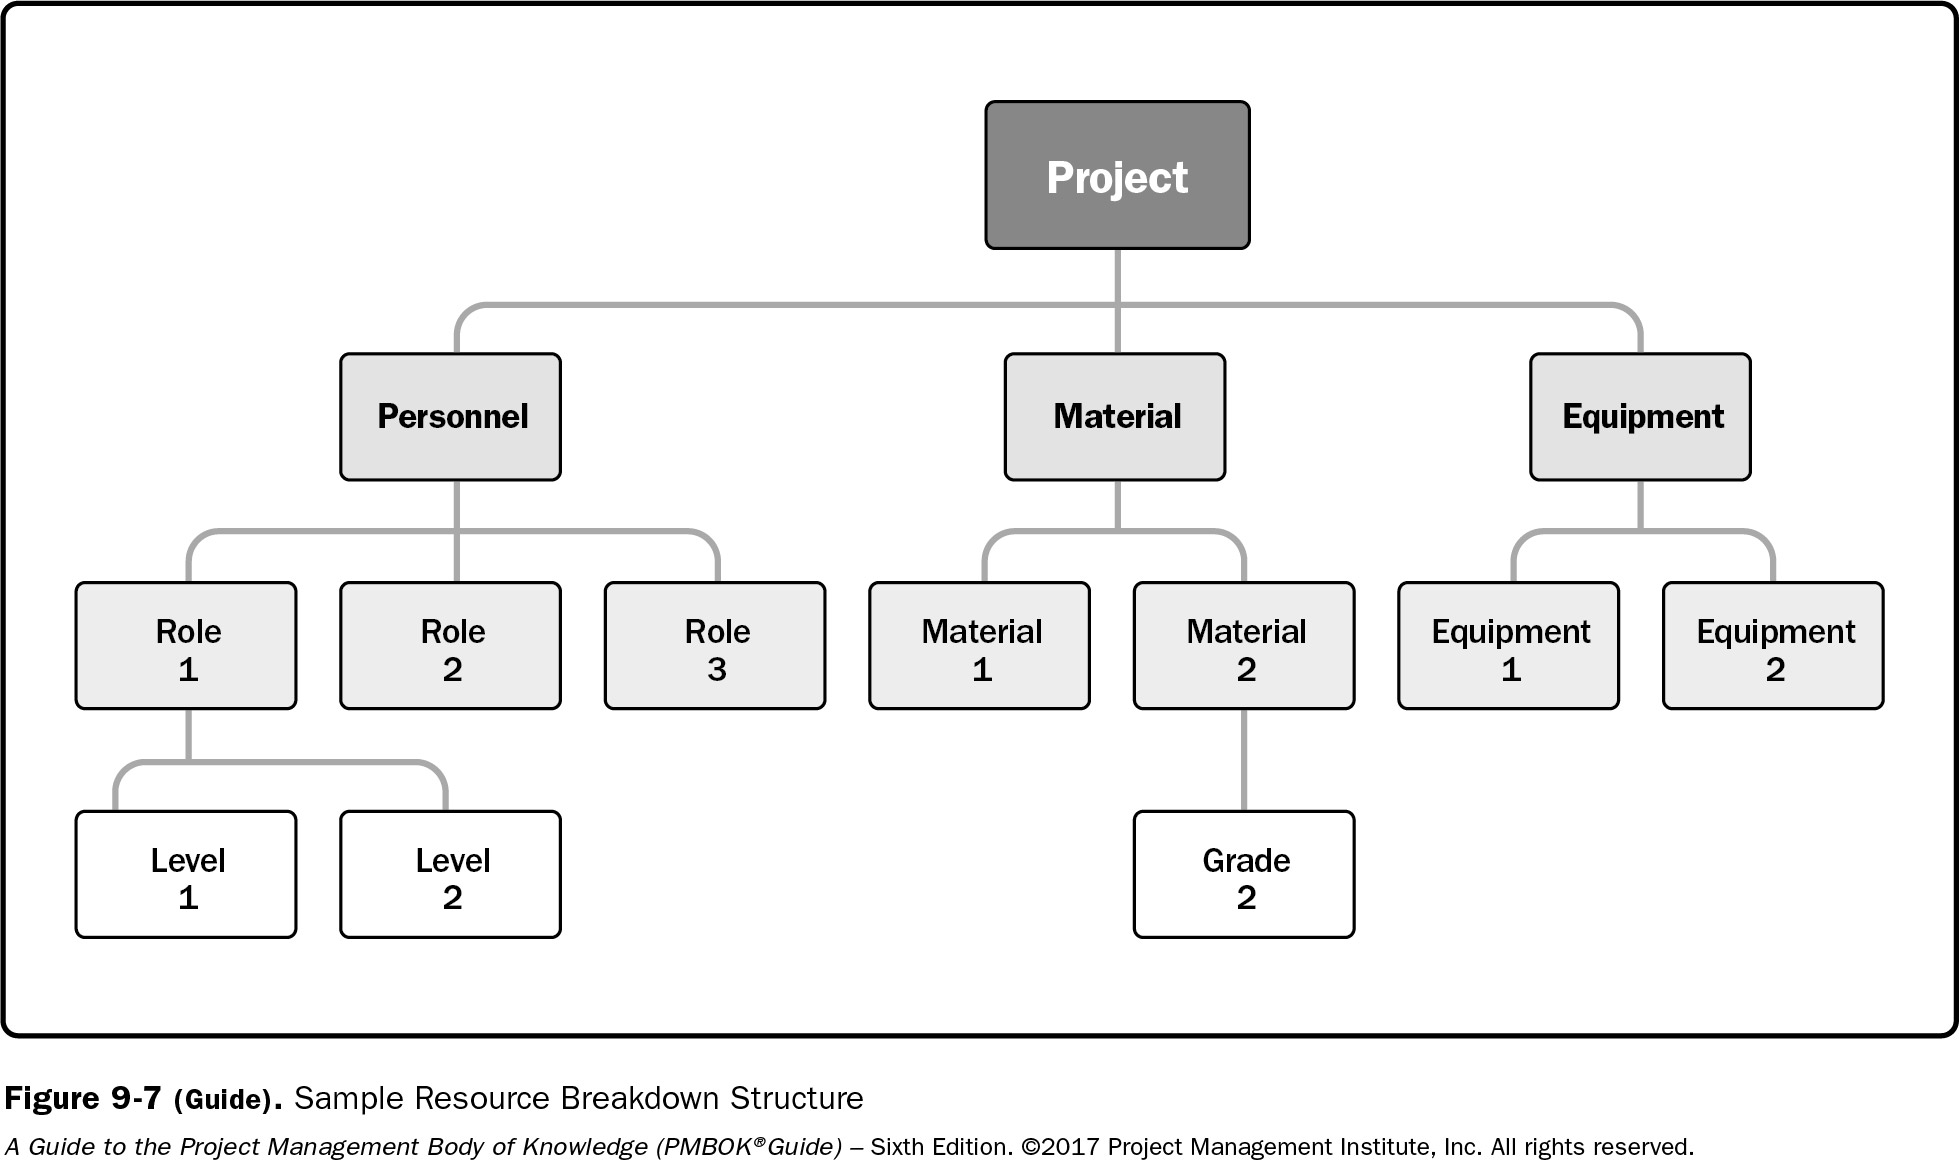 Project
Personnel
Material
Equipment
Role
1
Role
2
Role
3
Material
1
Material
2
Equipment
1
Equipment
2
Level
1
Level
2
Grade
2
Figure 9-7 (Guide). Sample Resource Breakdown Structure
A Guide to the Project Management Body of Knowledge (PMBOK®Guide) – Sixth Edition. ©2017 Project Management Institute, Inc. All rights reserved.